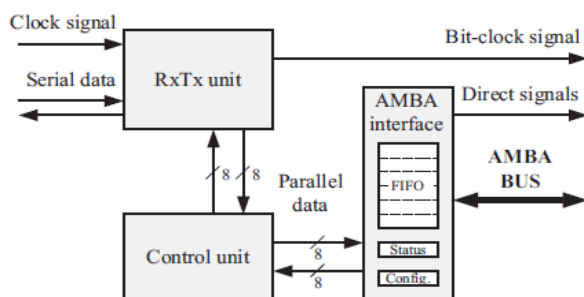 Clock signal
Bit-clock signal
Serial data
RxTx unit
AMBA
interface
Direct signals
8
8
Parallel
data
FIFO
AMBA
BUS
Control unit
8
Status
8
Config.